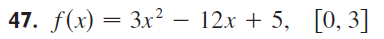 47. f(x) = 3x² − 12x + 5, [0, 3]